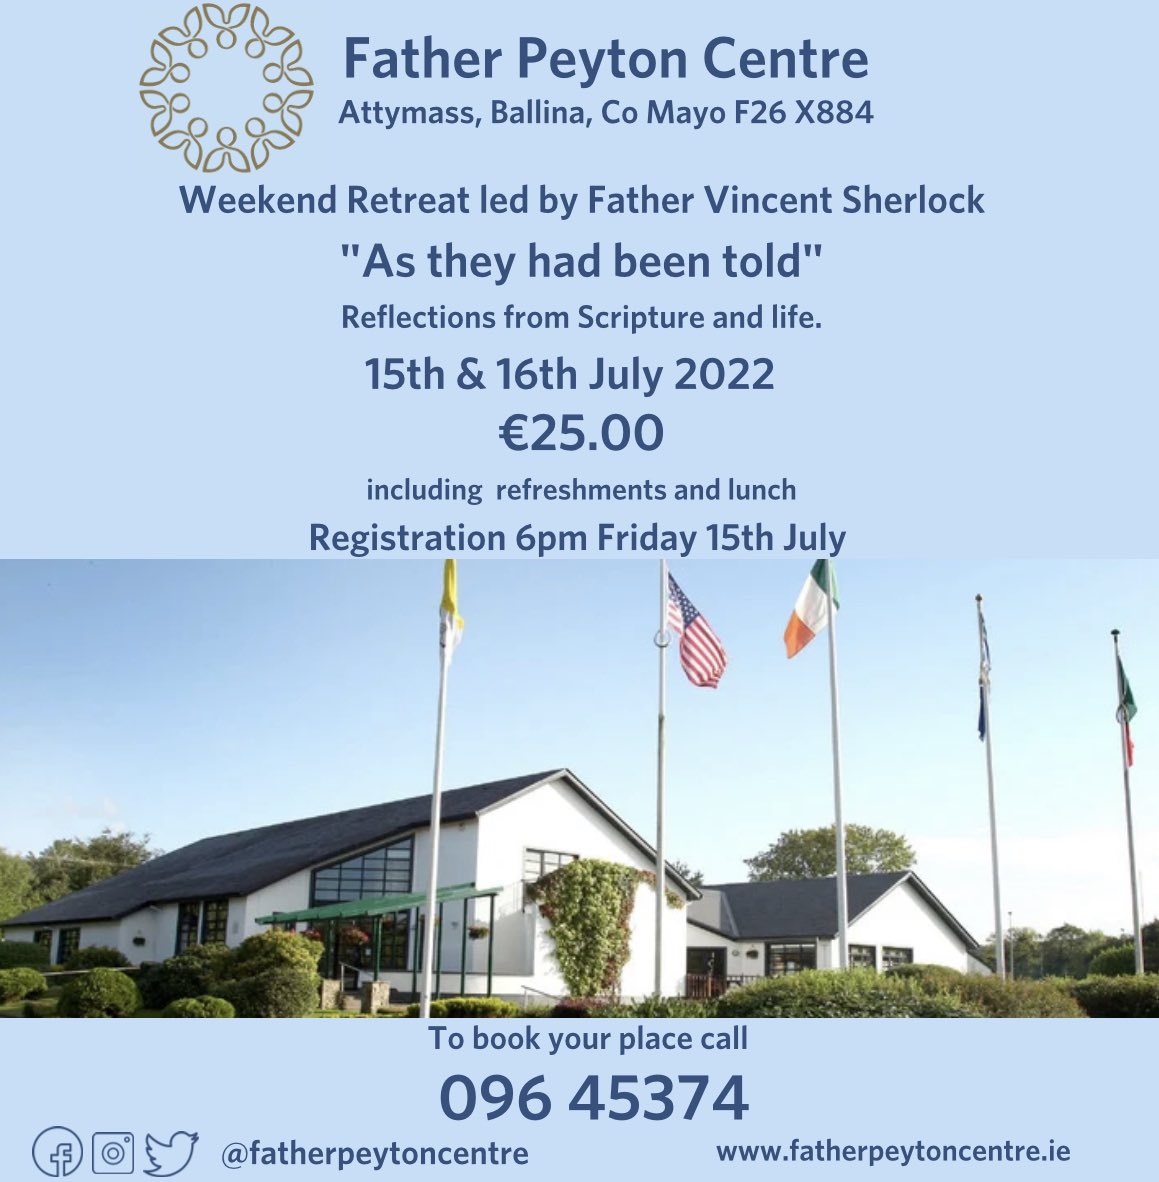 Father Peyton Centre
Attymass, Ballina, Co Mayo F26 X884
Weekend Retreat led by Father Vincent Sherlock
"As they had been told"
Reflections from Scripture and life.
15th & 16th July 2022
€25.00
including refreshments and lunch
Registration 6pm Friday 15th July
To book your place call
096 45374
@fatherpeytoncentre
www.fatherpeytoncentre.ie